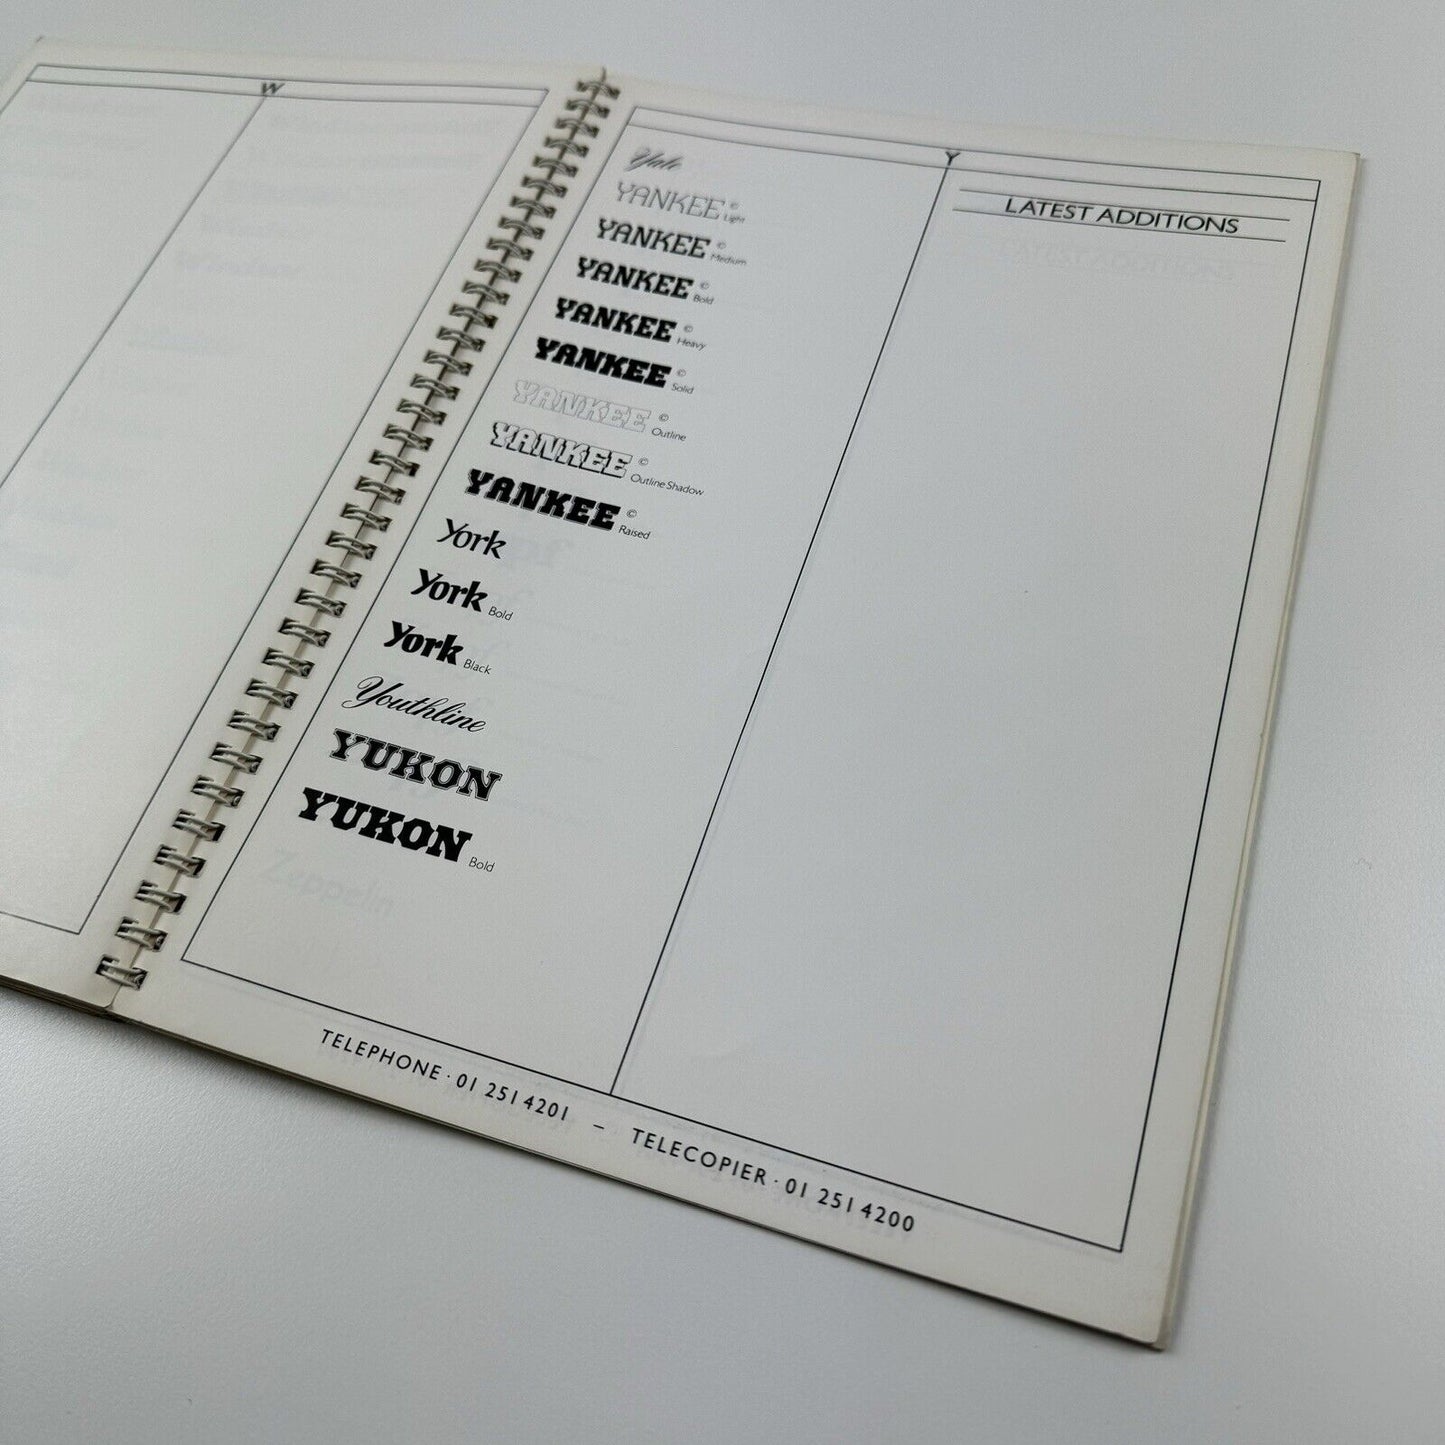 W
Y
Yale
YANKEE © Light
YANKEE © Medium
YANKEE © Bold
YANKEE © Heavy
YANKEE © Solid
YANKEE © Outline
YANKEE © Outline Shadow
YANKEE © Raised
York
York Bold
York Black
Youthline
YUKON
YUKON Bold
Zeppelin
LATEST ADDITIONS
TELEPHONE · 01 251 4201 – TELECOPIER · 01 251 4200